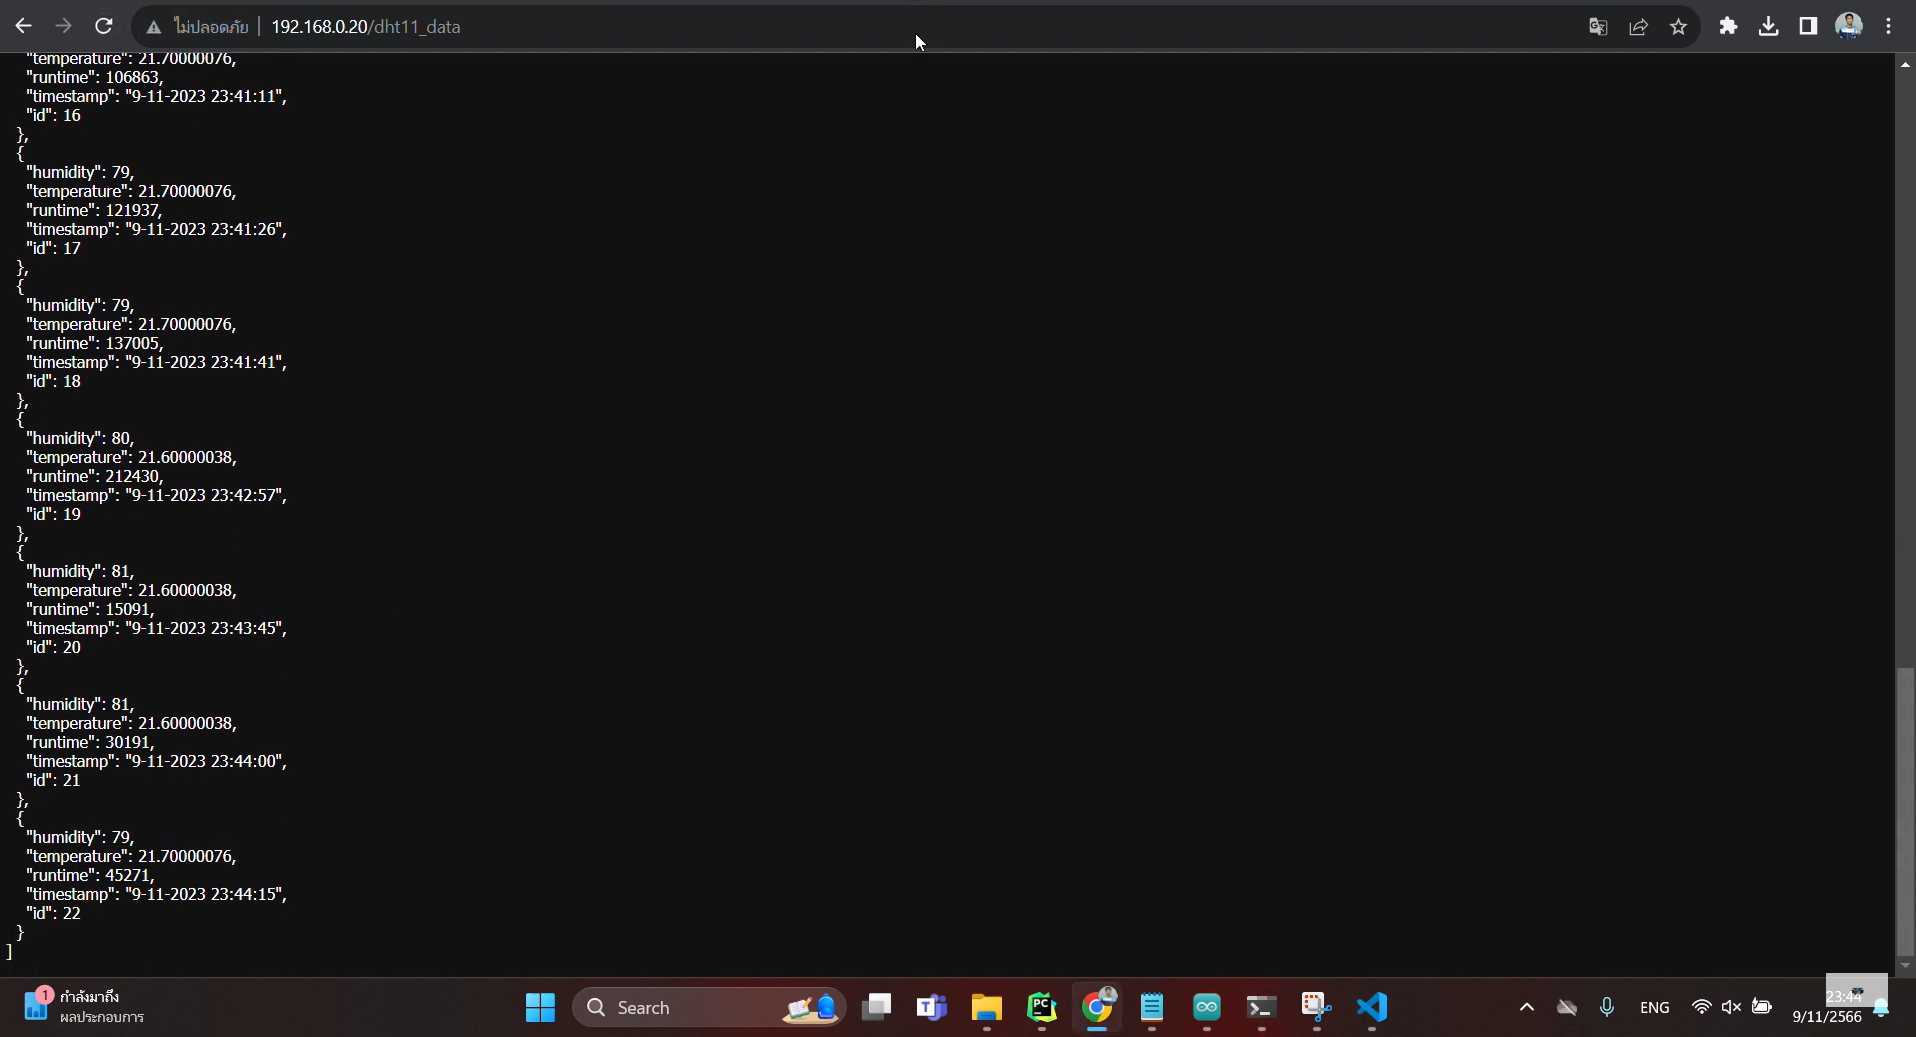 ไม่ปลอดภัย 192.168.0.20/dht11_data
"temperature": 21.70000076,
"runtime": 106863,
"timestamp": "9-11-2023 23:41:11",
"id": 16
},
{
"humidity": 79,
"temperature": 21.70000076,
"runtime": 121937,
"timestamp": "9-11-2023 23:41:26",
"id": 17
},
{
"humidity": 79,
"temperature": 21.70000076,
"runtime": 137005,
"timestamp": "9-11-2023 23:41:41",
"id": 18
},
{
"humidity": 80,
"temperature": 21.60000038,
"runtime": 212430,
"timestamp": "9-11-2023 23:42:57",
"id": 19
},
{
"humidity": 81,
"temperature": 21.60000038,
"runtime": 15091,
"timestamp": "9-11-2023 23:43:45",
"id": 20
},
{
"humidity": 81,
"temperature": 21.60000038,
"runtime": 30191,
"timestamp": "9-11-2023 23:44:00",
"id": 21
},
{
"humidity": 79,
"temperature": 21.70000076,
"runtime": 45271,
"timestamp": "9-11-2023 23:44:15",
"id": 22
}
]
1
กำลังมาถึง
ผลประกอบการ
Search
PC
ENG
23:44
9/11/2566